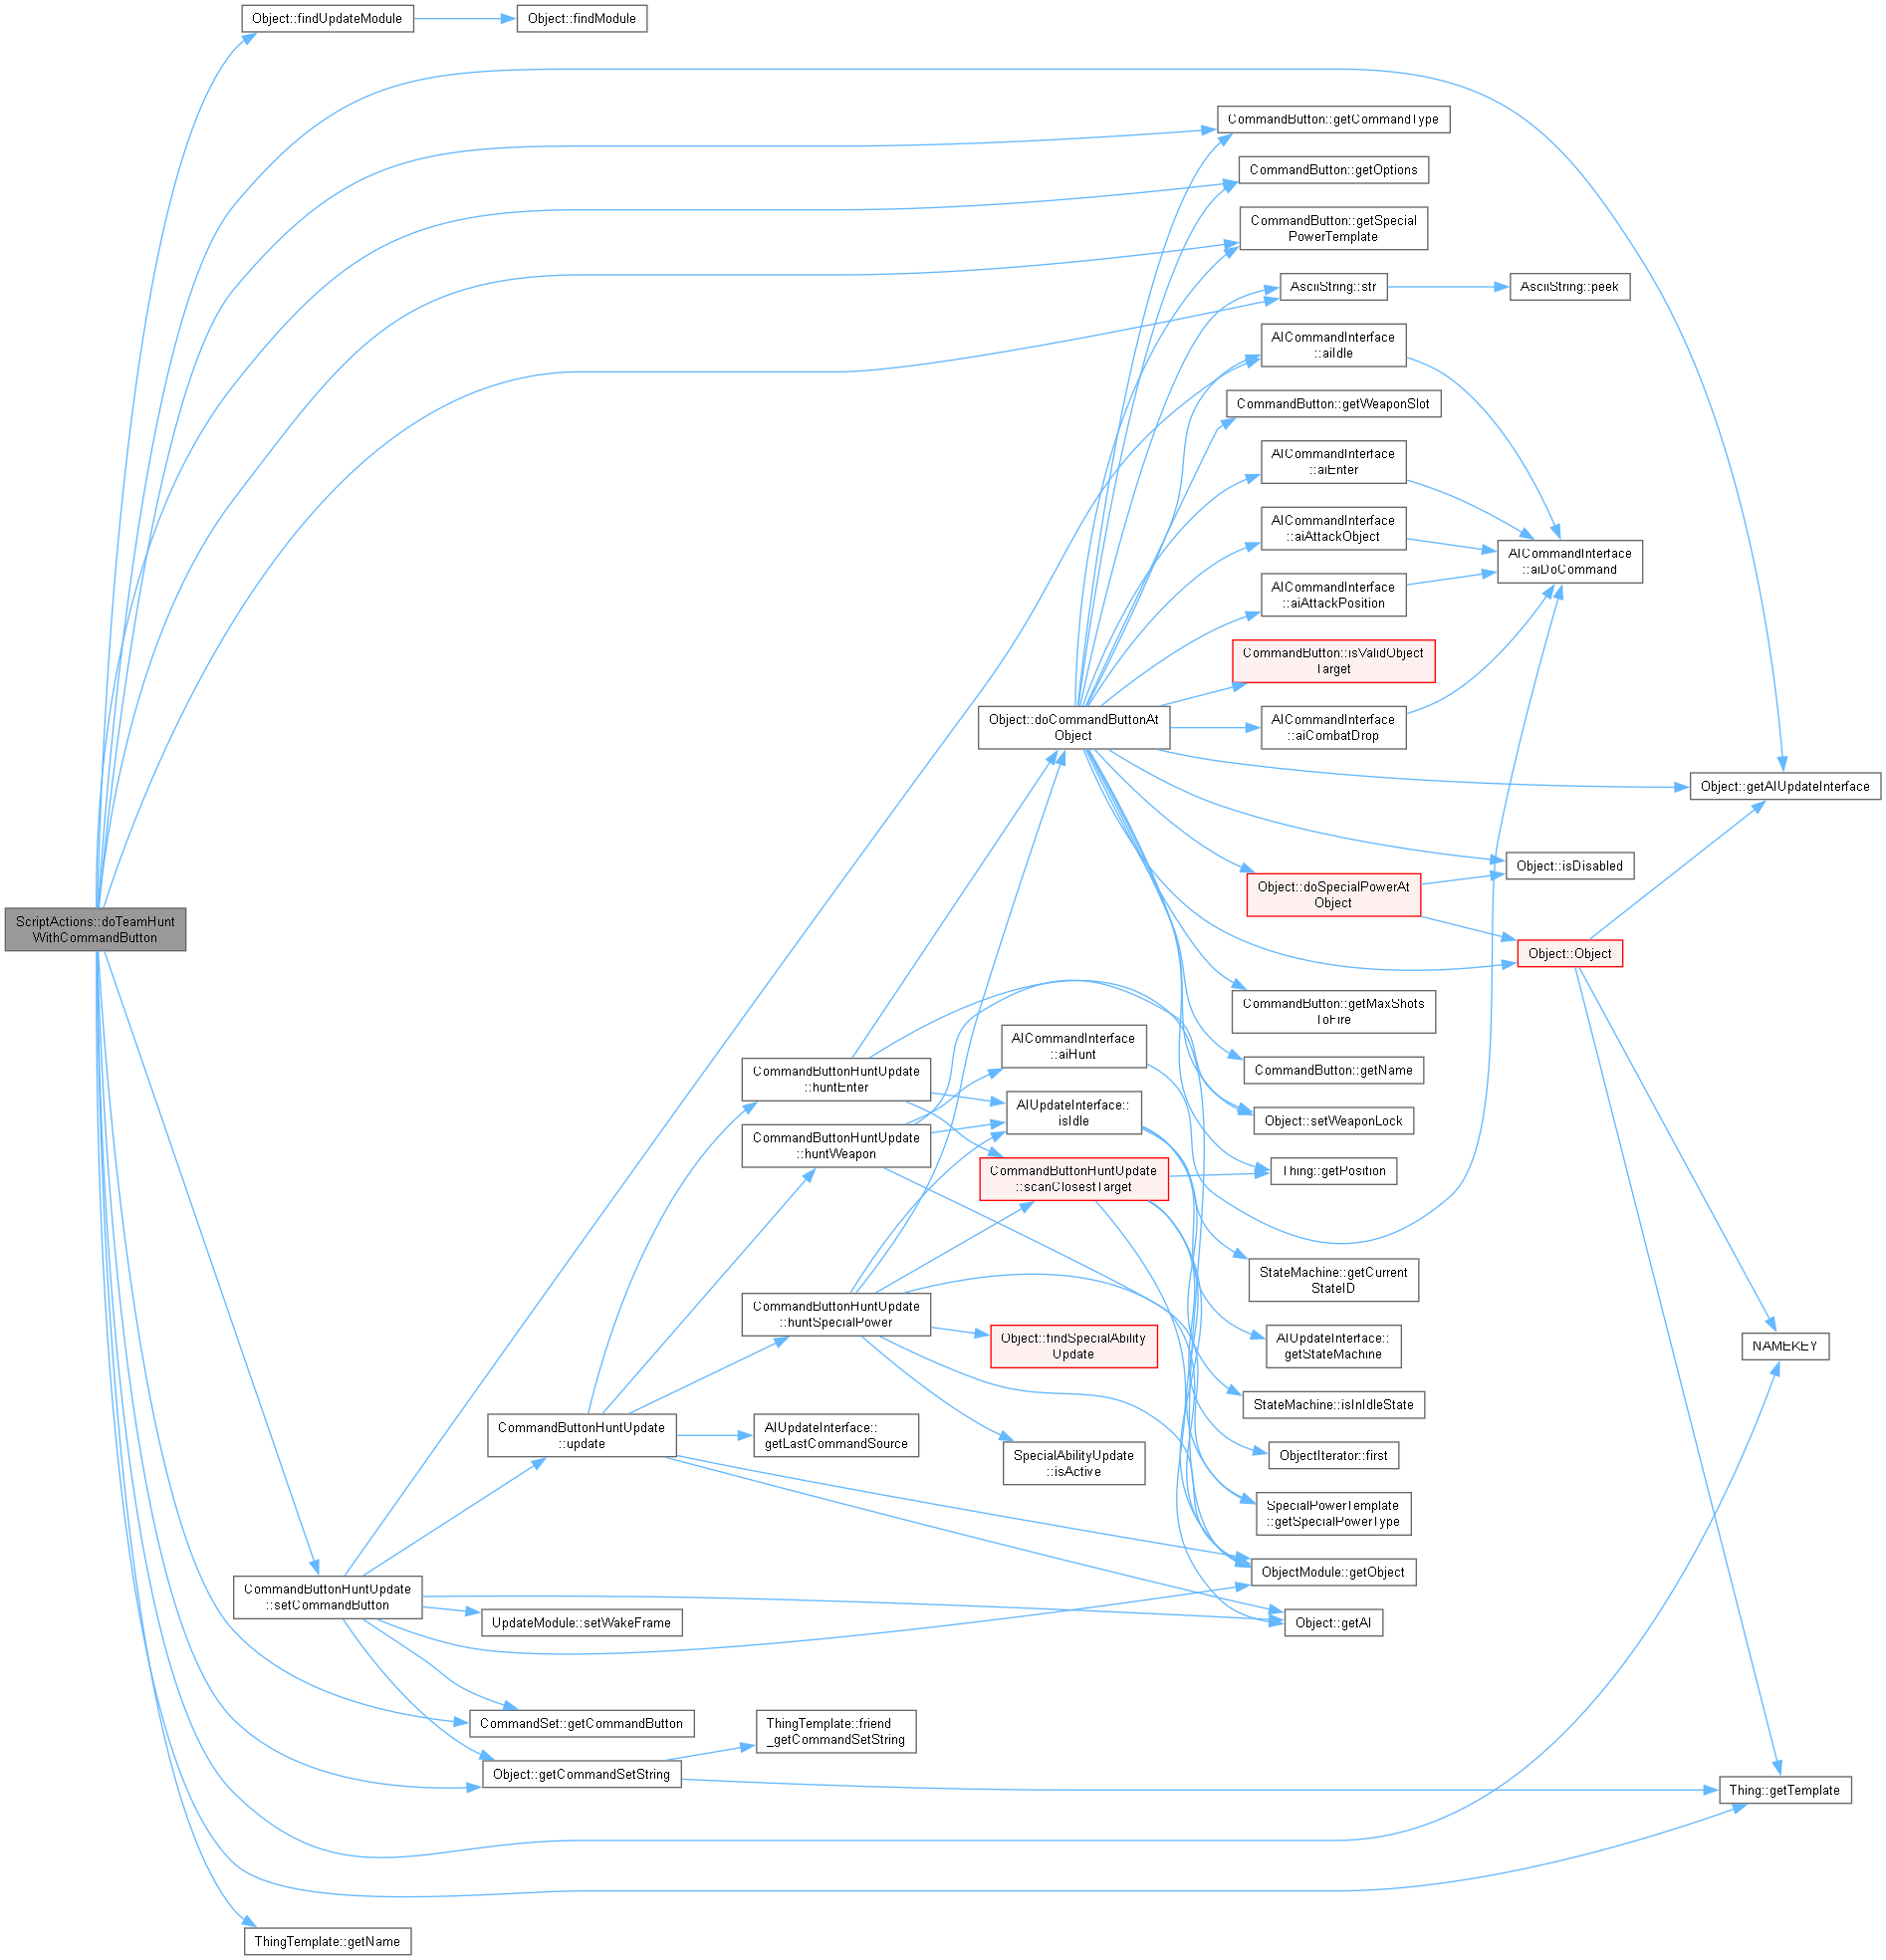 Object::findUpdateModule
Object::findModule
CommandButton::getCommandType
CommandButton::getOptions
CommandButton::getSpecial
PowerTemplate
AsciiString::str
AsciiString::peek
AICommandInterface
::aiIdle
CommandButton::getWeaponSlot
AICommandInterface
::aiEnter
AICommandInterface
::aiAttackObject
AICommandInterface
::aiDoCommand
AICommandInterface
::aiAttackPosition
CommandButton::isValidObject
Target
Object::doCommandButtonAt
Object
AICommandInterface
::aiCombatDrop
Object::getAIUpdateInterface
Object::isDisabled
Object::doSpecialPowerAt
Object
ScriptActions::doTeamHunt
WithCommandButton
Object::Object
CommandButton::getMaxShots
ToFire
AICommandInterface
::aiHunt
CommandButton::getName
CommandButtonHuntUpdate
::huntEnter
AIUpdateInterface::
isIdle
Object::setWeaponLock
CommandButtonHuntUpdate
::huntWeapon
CommandButtonHuntUpdate
::scanClosestTarget
Thing::getPosition
StateMachine::getCurrent
StateID
CommandButtonHuntUpdate
::huntSpecialPower
Object::findSpecialAbility
Update
AIUpdateInterface::
getStateMachine
NAMEKEY
StateMachine::isInIdleState
CommandButtonHuntUpdate
::update
AIUpdateInterface::
getLastCommandSource
SpecialAbilityUpdate
::isActive
ObjectIterator::first
SpecialPowerTemplate
::getSpecialPowerType
ObjectModule::getObject
CommandButtonHuntUpdate
::setCommandButton
UpdateModule::setWakeFrame
Object::getAI
CommandSet::getCommandButton
ThingTemplate::friend
_getCommandSetString
Object::getCommandSetString
Thing::getTemplate
ThingTemplate::getName